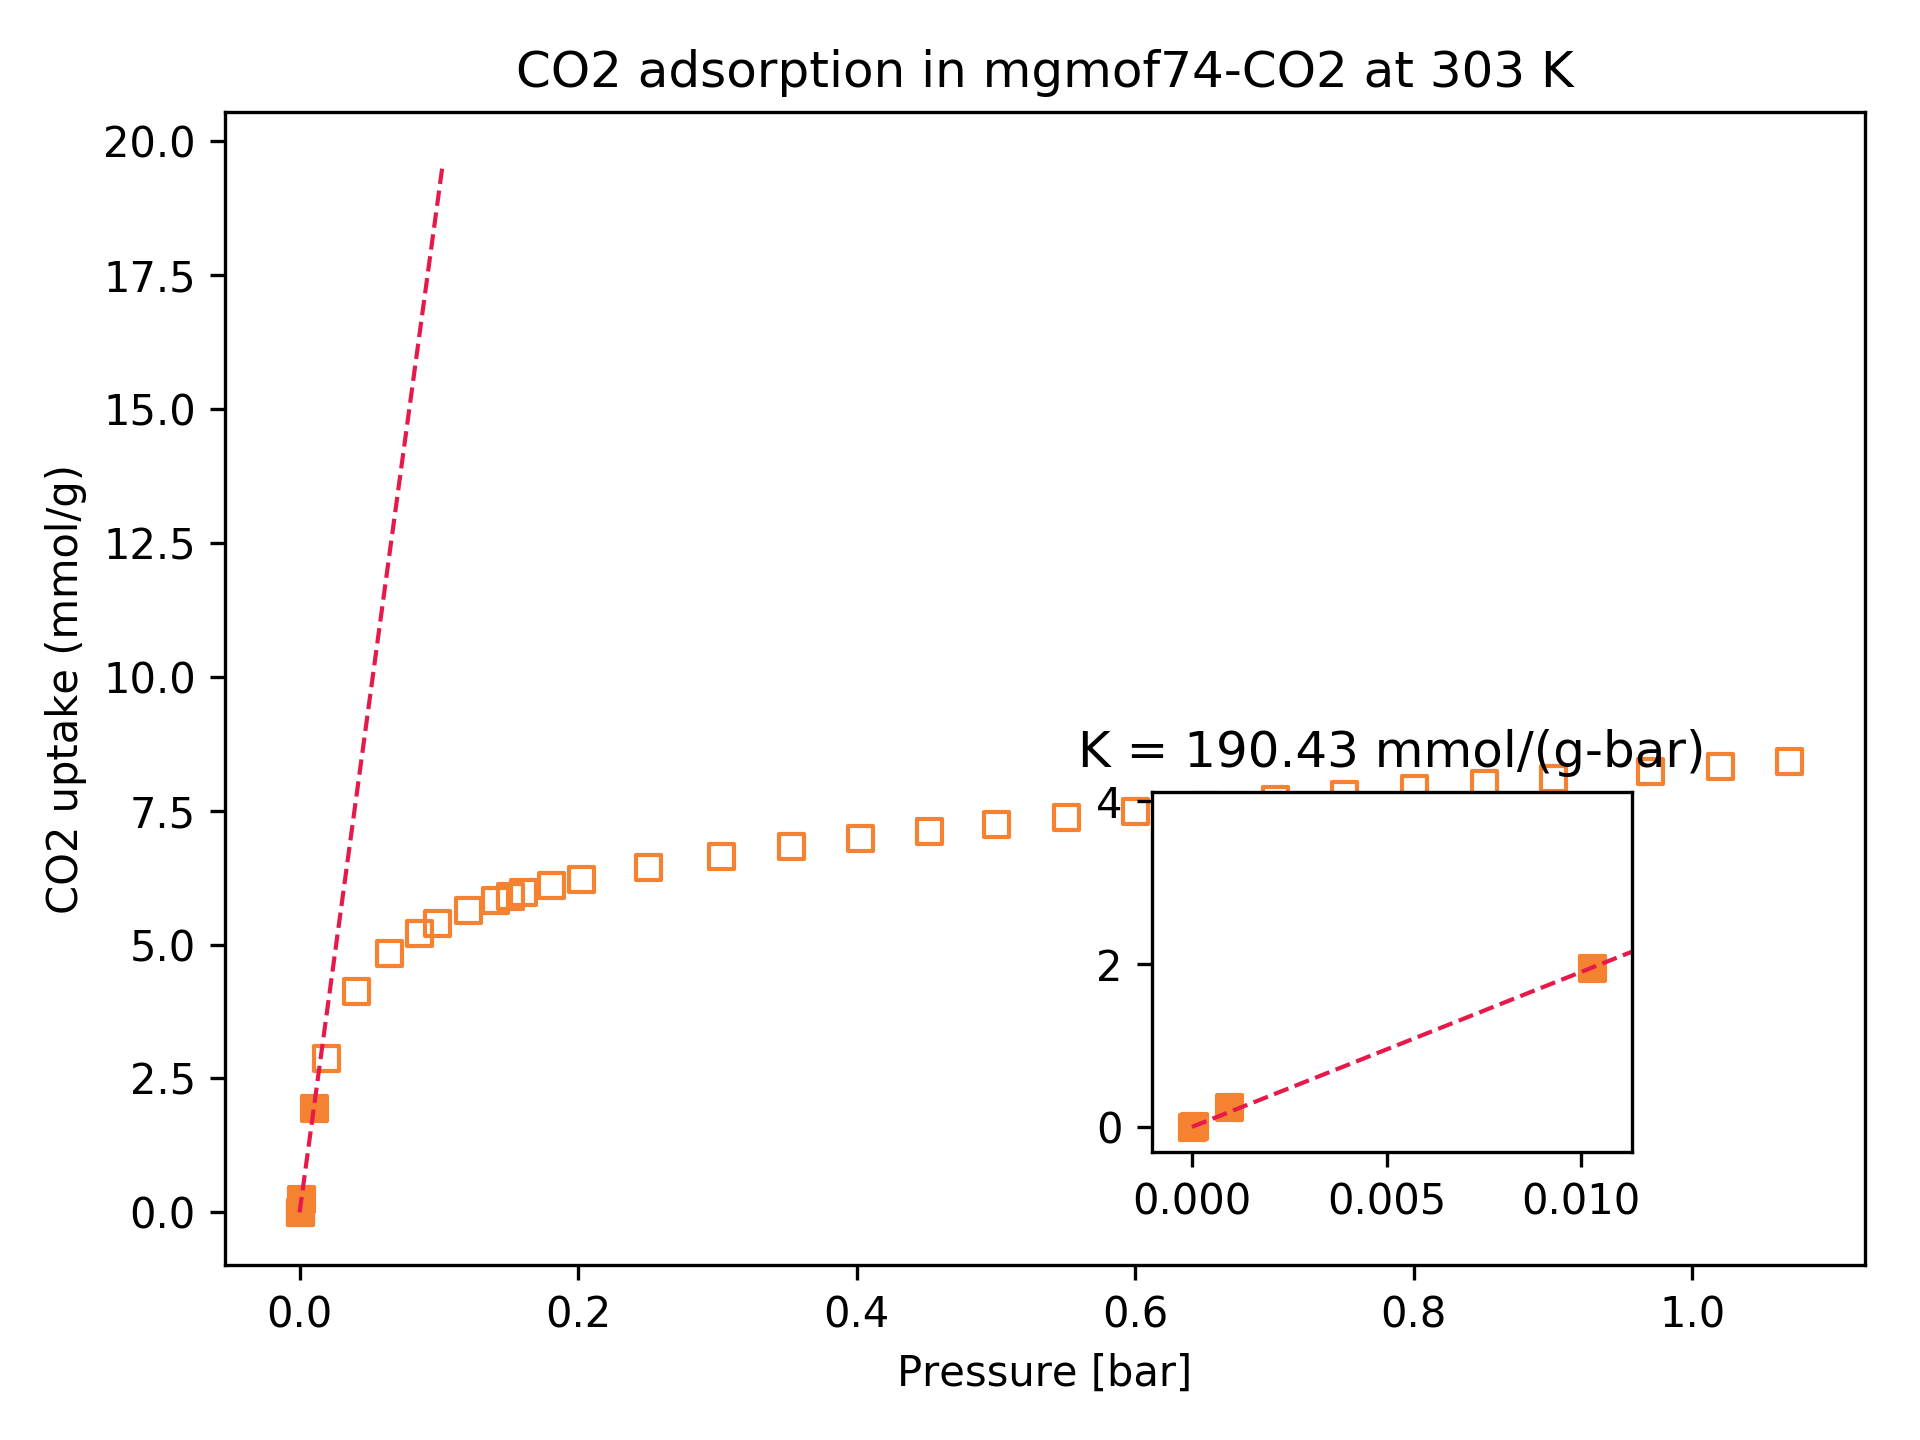 CO2 adsorption in mgmof74-CO2 at 303 K
20.0
17.5
15.0
12.5
10.0
7.5
5.0
2.5
0.0
CO2 uptake (mmol/g)
K = 190.43 mmol/(g-bar)
4
2
0
0.000 0.005 0.010
0.0 0.2 0.4 0.6 0.8 1.0
Pressure [bar]